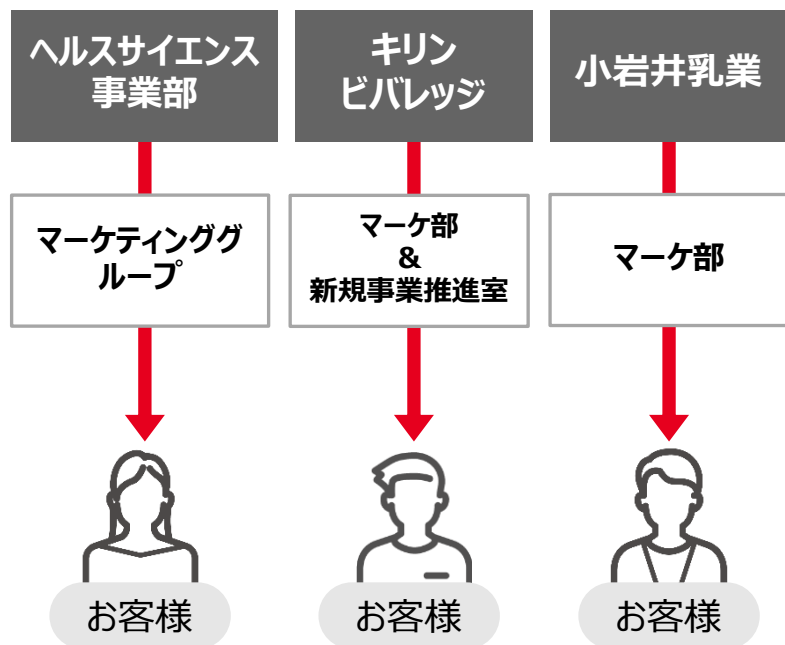 ヘルスサイエンス
事業部
キリン
ビバレッジ
小岩井乳業
マーケティンググ
ループ
マーケ部
&
新規事業推進室
マーケ部
お客様
お客様
お客様